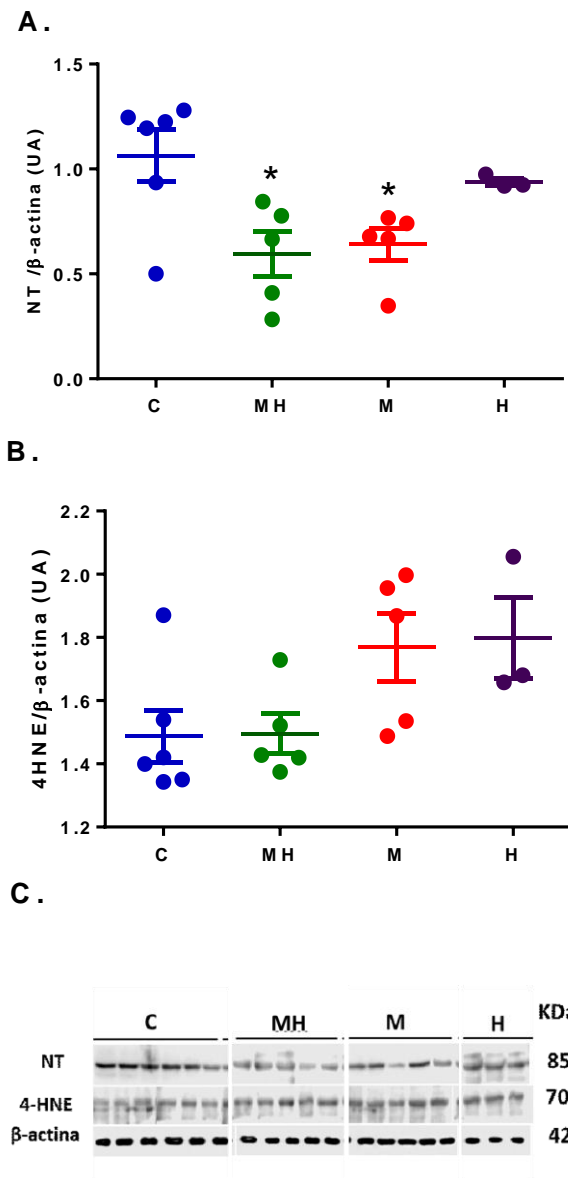 A.
NT/β-actina (UA)
1.5
1.0
0.5
0.0
*
*
C
MH
M
H
B.
4HNE/β-actina (UA)
2.2
2.0
1.8
1.6
1.4
1.2
C
MH
M
H
C.
C
MH
M
H
KDa
NT
85
4-HNE
70
β-actina
42